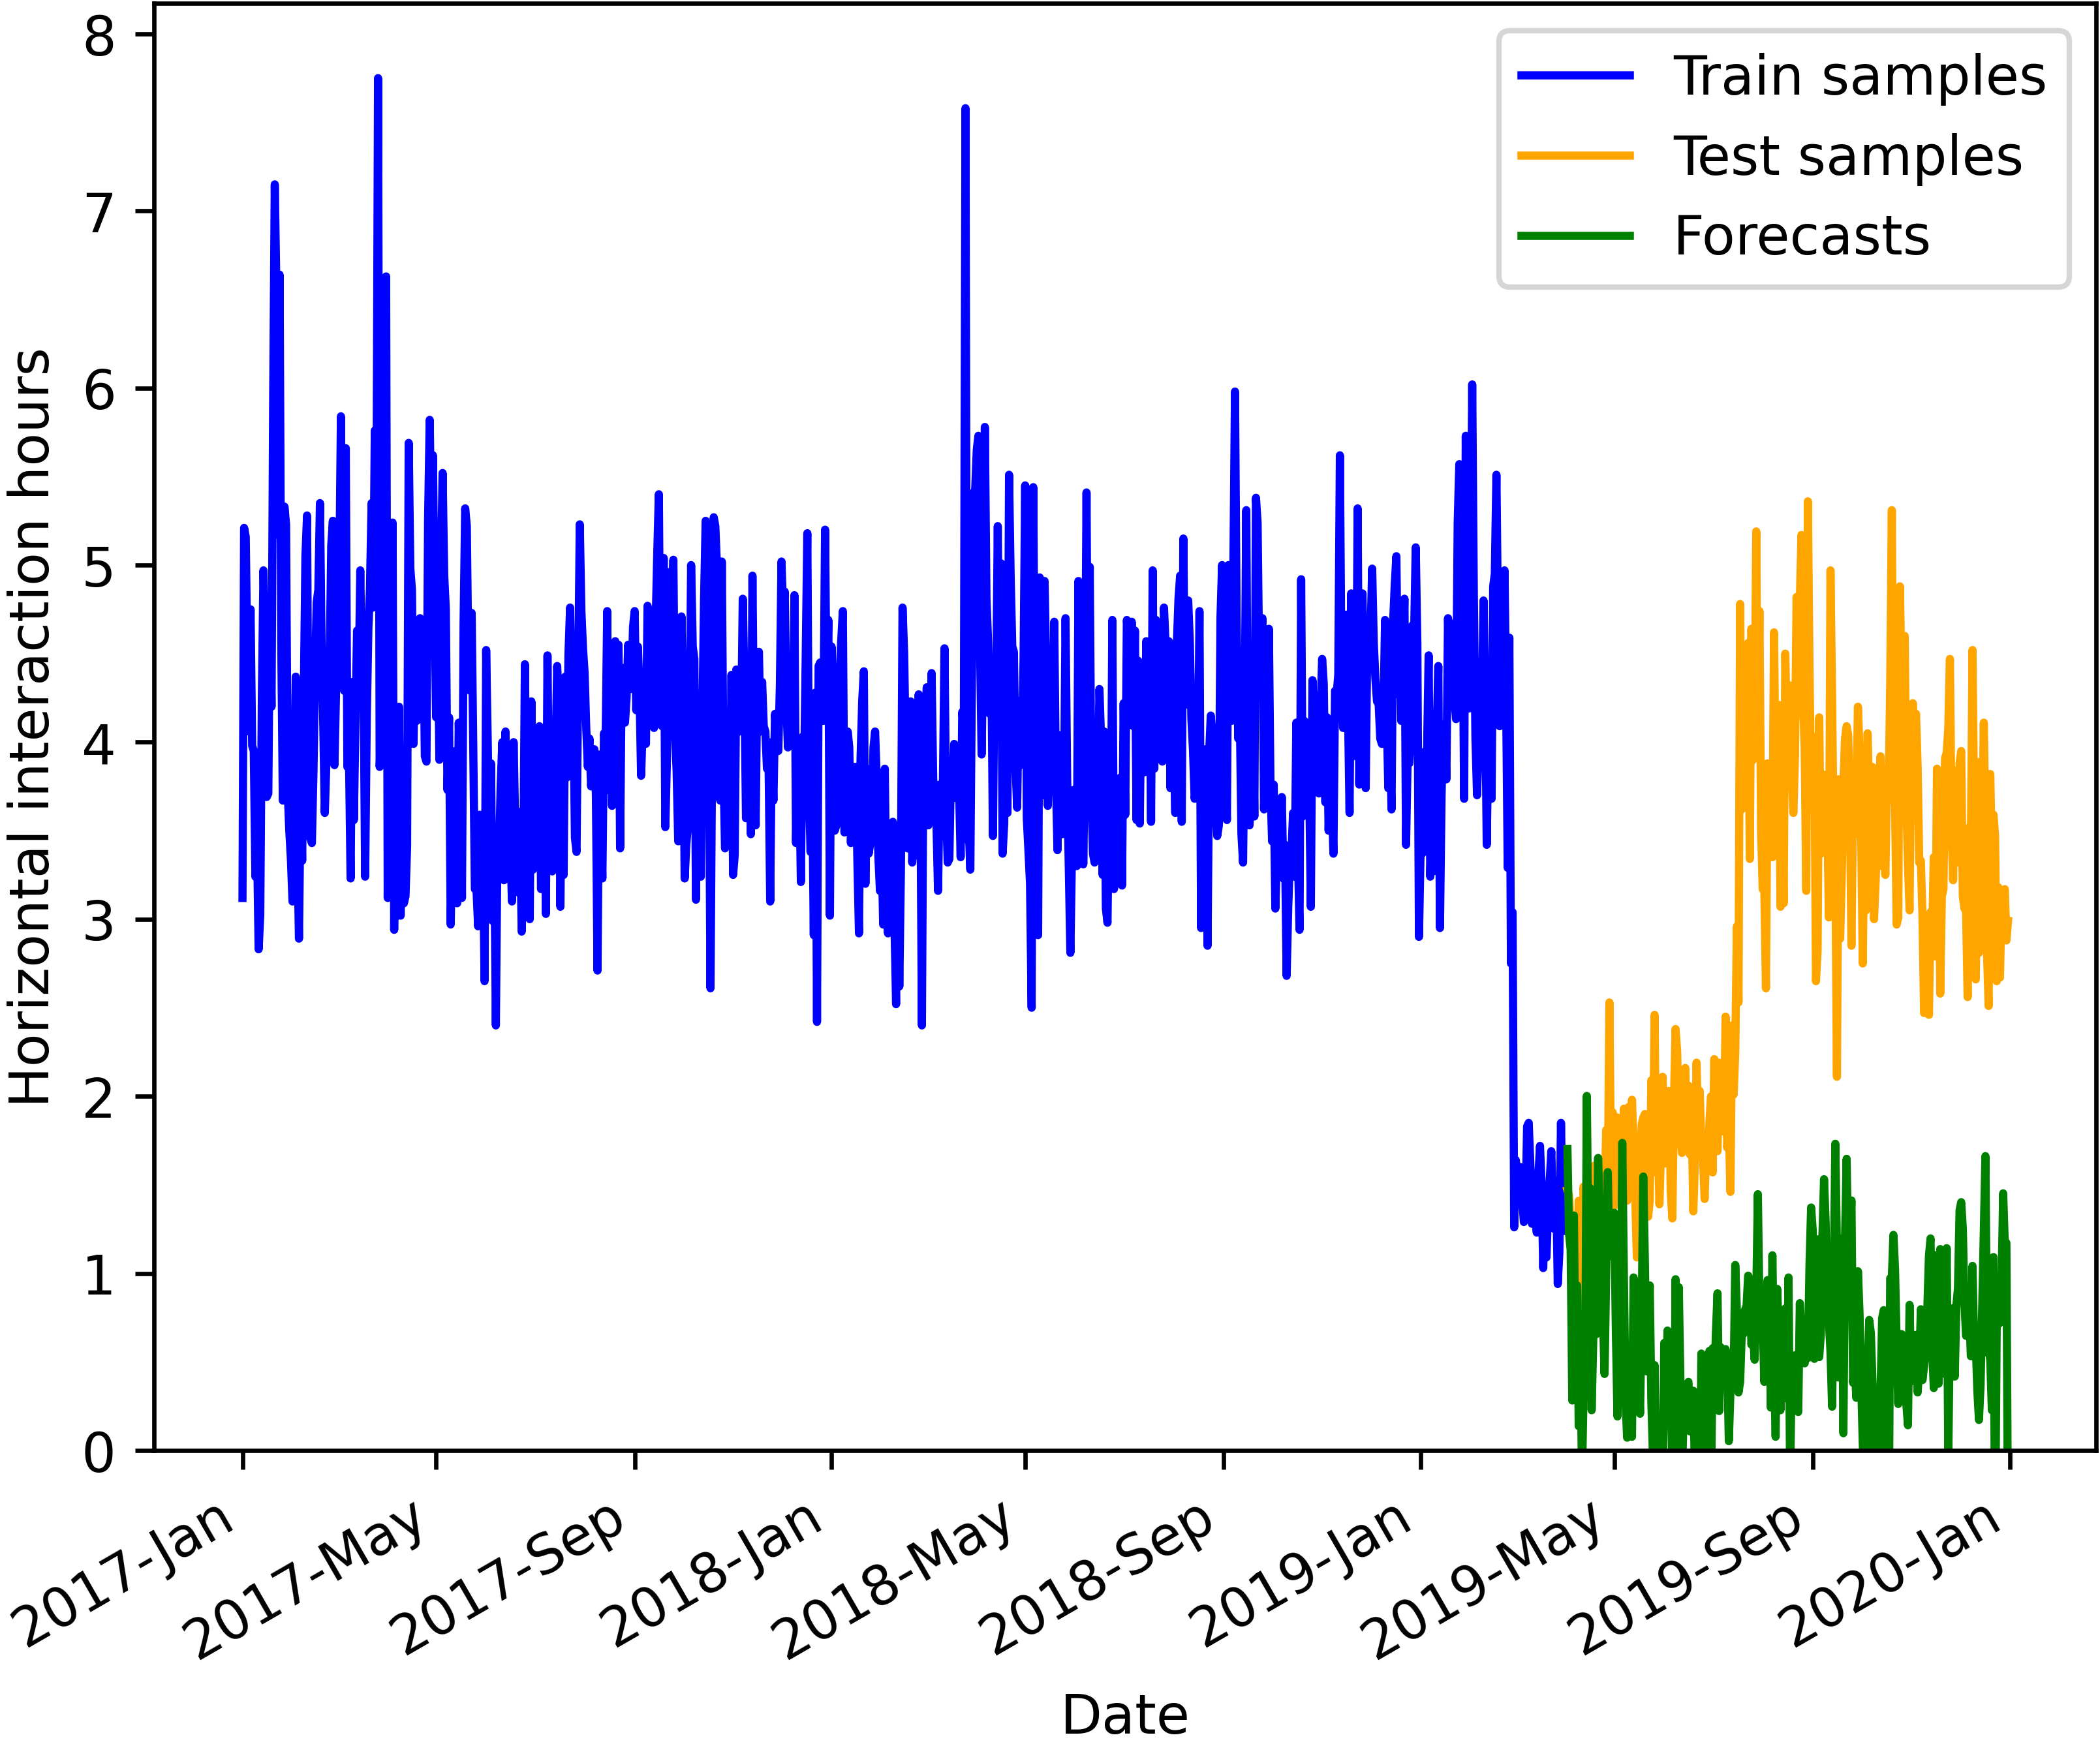 Horizontal interaction hours
8
7
6
5
4
3
2
1
0
Train samples
Test samples
Forecasts
2017-Jan
2017-May
2017-Sep
2018-Jan
2018-May
2018-Sep
2019-Jan
2019-May
2019-Sep
2020-Jan
Date